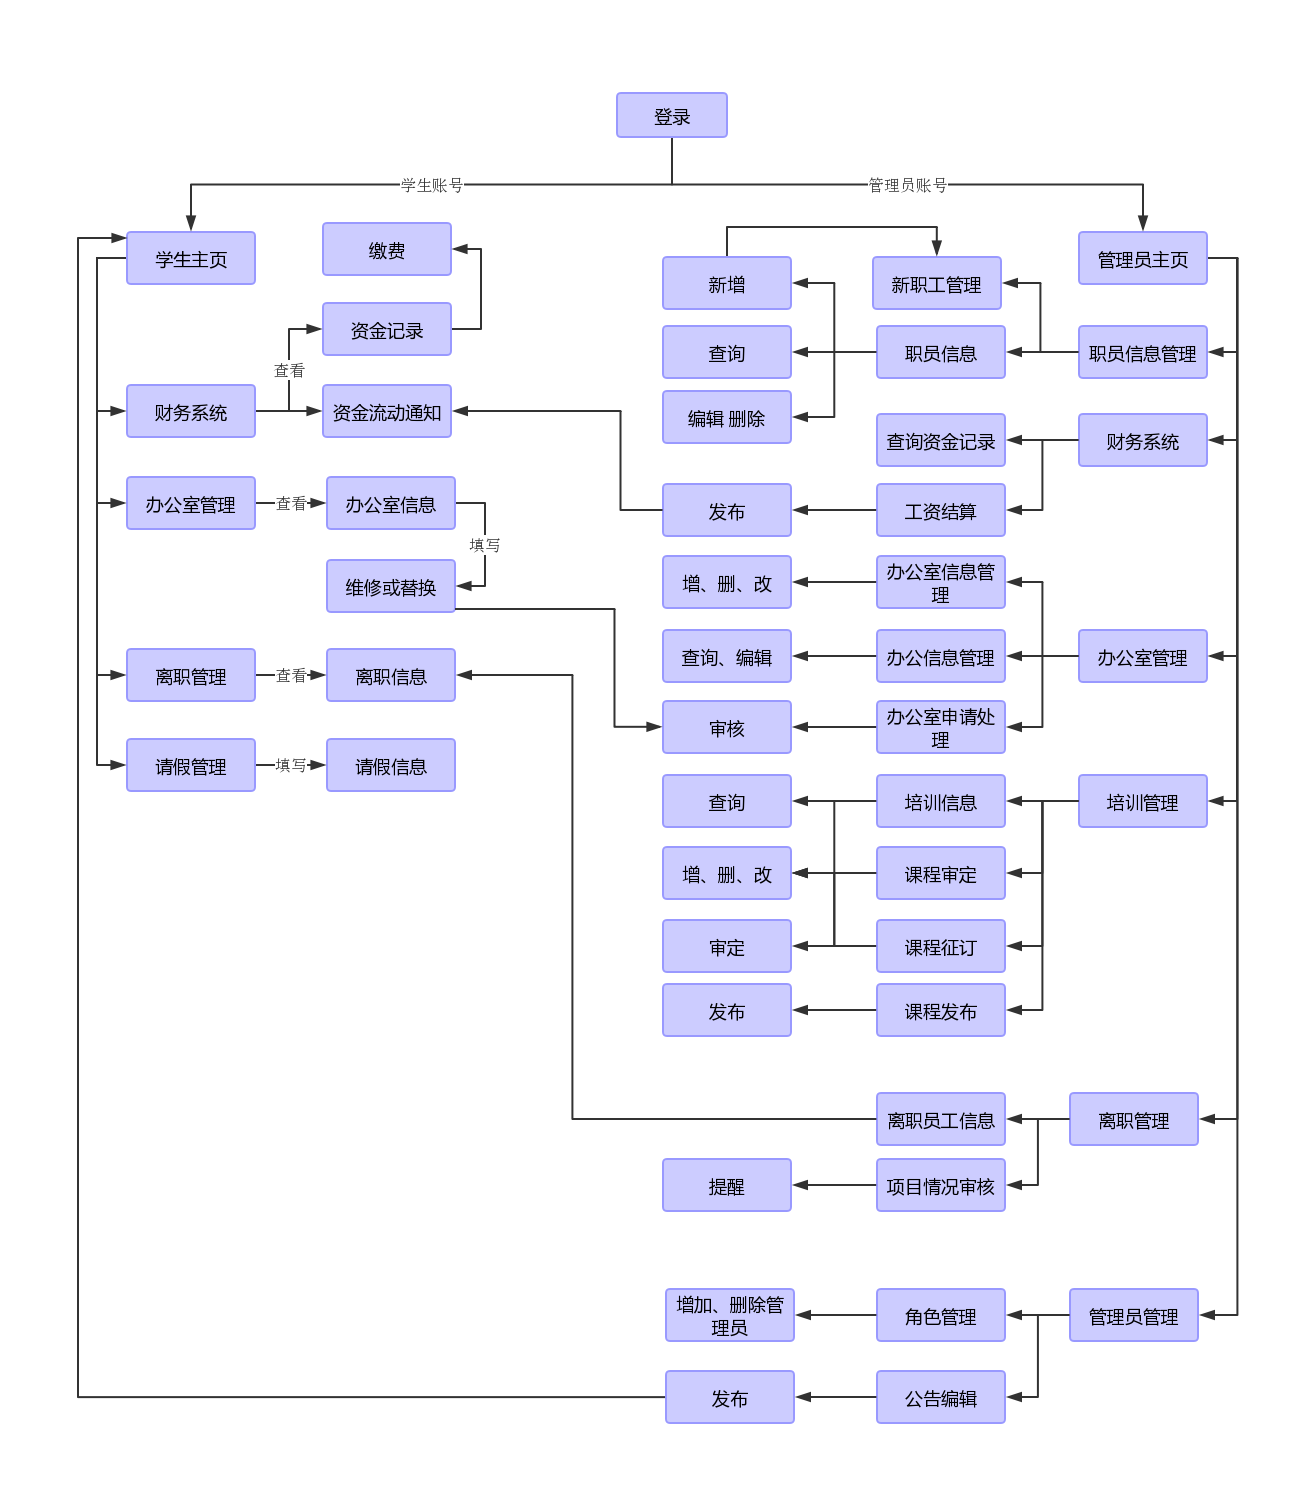 登录
学生账号
管理员账号
学生主页
缴费
资金记录
查看
财务系统
资金流动通知
办公室管理
查看
办公室信息
填写
维修或替换
离职管理
查看
离职信息
请假管理
填写
请假信息
新增
新职工管理
管理员主页
查询
职员信息
职员信息管理
编辑 删除
查询资金记录
财务系统
发布
工资结算
增、删、改
办公室信息管
理
查询、编辑
办公信息管理
办公室管理
审核
办公室申请处
理
查询
培训信息
培训管理
增、删、改
课程审定
审定
课程征订
发布
课程发布
离职员工信息
离职管理
提醒
项目情况审核
增加、删除管
理员
角色管理
管理员管理
发布
公告编辑